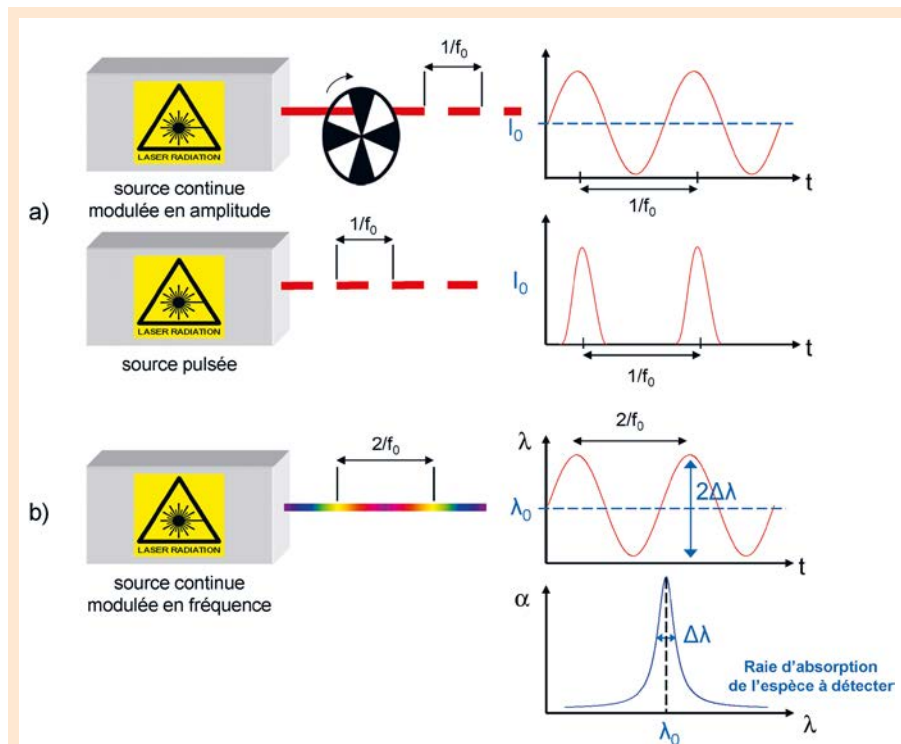 a)
LASER RADIATION
source continue
modulée en amplitude
1/f₀
I₀
t
1/f₀
LASER RADIATION
source pulsée
1/f₀
I₀
t
1/f₀
b)
LASER RADIATION
source continue
modulée en fréquence
2/f₀
λ
2/f₀
λ₀
2Δλ
t
α
Δλ
Raie d'absorption
de l'espèce à détecter
λ₀
λ